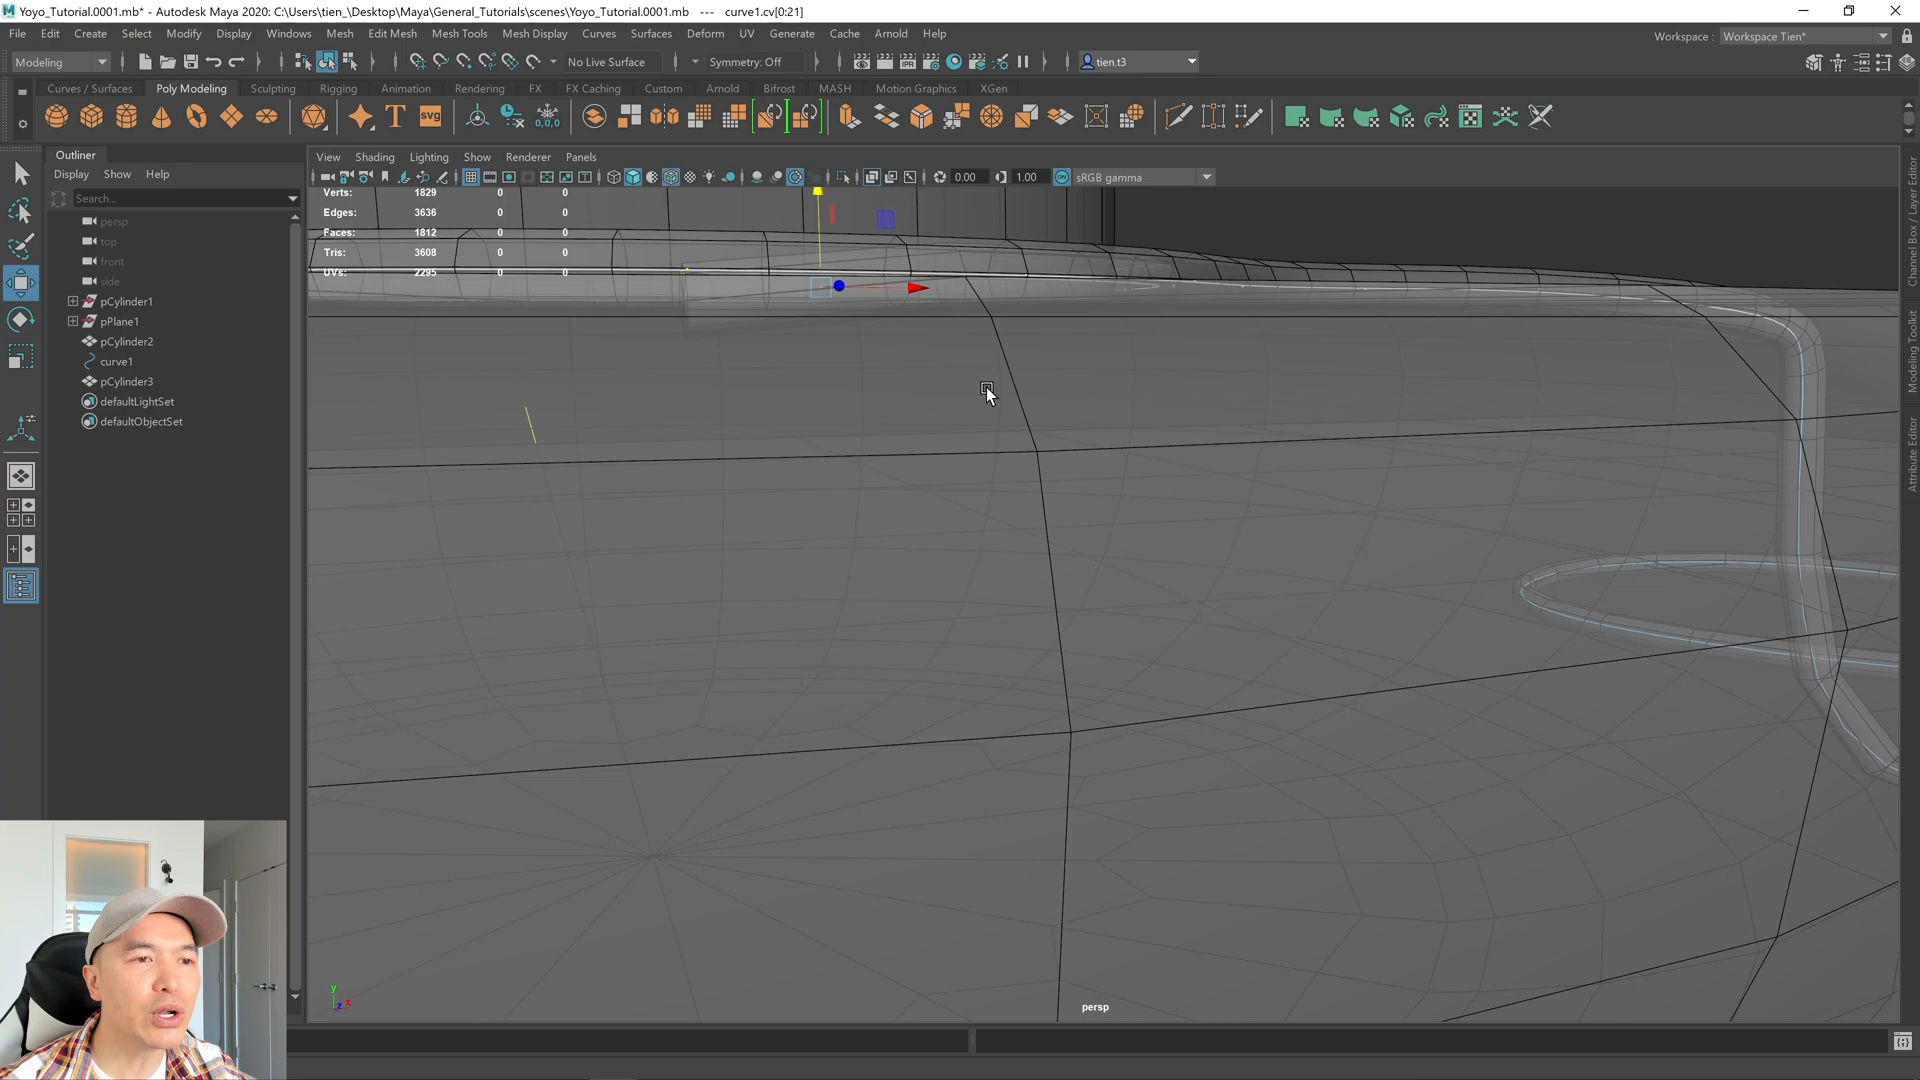 Yoyo_Tutorial.0001.mb* - Autodesk Maya 2020: C:\Users\tien_\Desktop\Maya\General_Tutorials\scenes\Yoyo_Tutorial.0001.mb   ---   curve1.cv[0:21]
File Edit Create Select Modify Display Windows Mesh Edit Mesh Mesh Tools Mesh Display Curves Surfaces Deform UV Generate Cache Arnold Help
Workspace : Workspace Tien*
Modeling No Live Surface Symmetry: Off tien.t3
Curves / Surfaces Poly Modeling Sculpting Rigging Animation Rendering FX FX Caching Custom Arnold Bifrost MASH Motion Graphics XGen
T svg 0,0,0
IPR
Outliner
Display Show Help
Search...
persp
top
front
side
pCylinder1
pPlane1
pCylinder2
curve1
pCylinder3
defaultLightSet
defaultObjectSet
View Shading Lighting Show Renderer Panels
0.00 1.00 ON sRGB gamma
Verts: 1829 0 0
Edges: 3636 0 0
Faces: 1812 0 0
Tris: 3608 0 0
UVs: 2295 0 0
y
z x
persp
Channel Box / Layer Editor
Modeling Toolkit
Attribute Editor